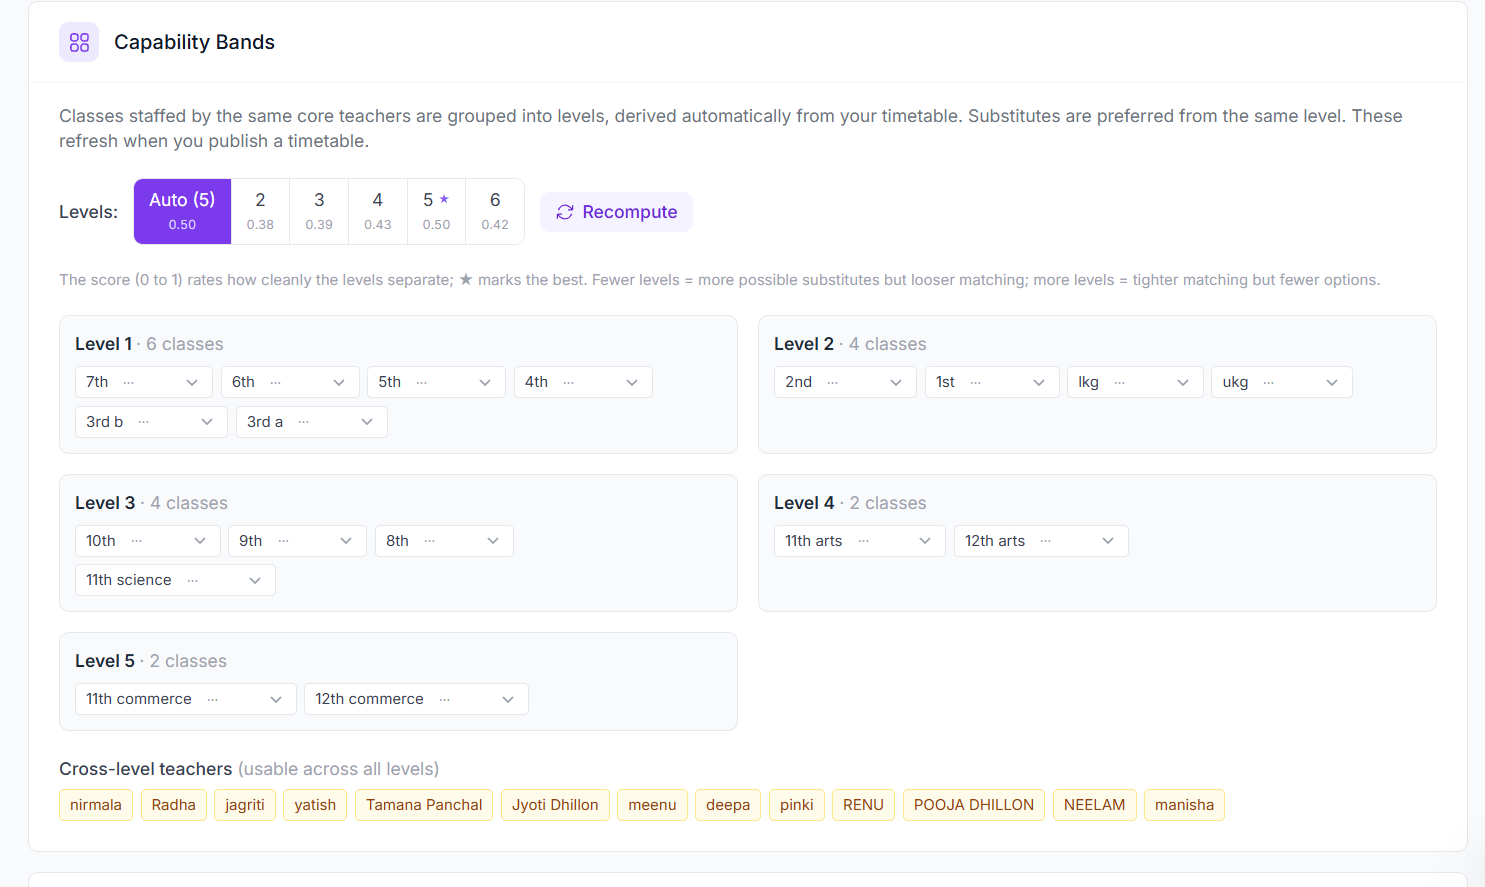 Capability Bands
Classes staffed by the same core teachers are grouped into levels, derived automatically from your timetable. Substitutes are preferred from the same level. These
refresh when you publish a timetable.
Levels:
Auto (5) 2 3 4 5 ★ 6
0.50 0.38 0.39 0.43 0.50 0.42
Recompute
The score (0 to 1) rates how cleanly the levels separate; ★ marks the best. Fewer levels = more possible substitutes but looser matching; more levels = tighter matching but fewer options.
Level 1 · 6 classes
7th ··· 6th ··· 5th ··· 4th ···
3rd b ··· 3rd a ···
Level 2 · 4 classes
2nd ··· 1st ··· lkg ··· ukg ···
Level 3 · 4 classes
10th ··· 9th ··· 8th ···
11th science ···
Level 4 · 2 classes
11th arts ··· 12th arts ···
Level 5 · 2 classes
11th commerce ··· 12th commerce ···
Cross-level teachers (usable across all levels)
nirmala Radha jagriti yatish Tamana Panchal Jyoti Dhillon meenu deepa pinki RENU POOJA DHILLON NEELAM manisha